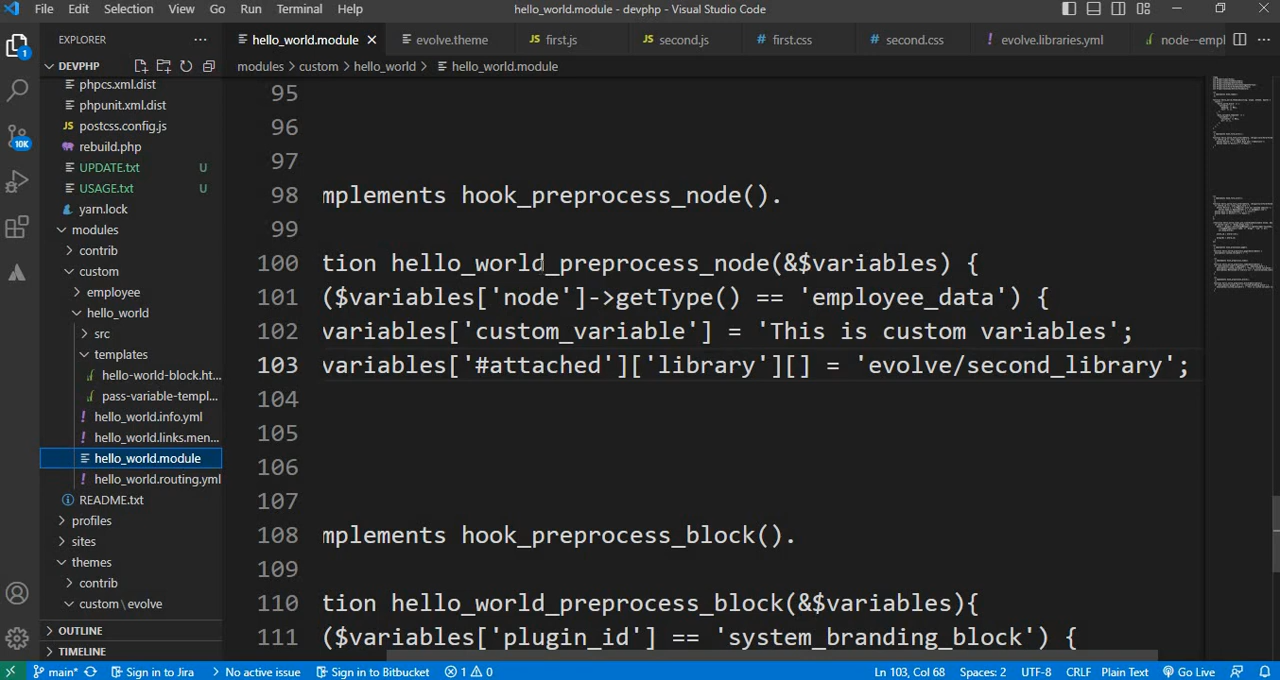 File Edit Selection View Go Run Terminal Help
hello_world.module - devphp - Visual Studio Code
EXPLORER
hello_world.module
evolve.theme
first.js
second.js
first.css
second.css
evolve.libraries.yml
node--empl
DEVPHP
modules > custom > hello_world > hello_world.module
phpcs.xml.dist
phpunit.xml.dist
postcss.config.js
rebuild.php
UPDATE.txt U
USAGE.txt U
yarn.lock
modules
contrib
custom
employee
hello_world
src
templates
hello-world-block.ht...
pass-variable-templ...
hello_world.info.yml
hello_world.links.men...
hello_world.module
hello_world.routing.yml
README.txt
profiles
sites
themes
contrib
custom\evolve
OUTLINE
TIMELINE
1
10K
95
96
97
98 mplements hook_preprocess_node().
99
100 tion hello_world_preprocess_node(&$variables) {
101 ($variables['node']->getType() == 'employee_data') {
102 variables['custom_variable'] = 'This is custom variables';
103 variables['#attached']['library'][] = 'evolve/second_library';
104
105
106
107
108 mplements hook_preprocess_block().
109
110 tion hello_world_preprocess_block(&$variables){
111 ($variables['plugin_id'] == 'system_branding_block') {
main* Sign in to Jira No active issue Sign in to Bitbucket 1 0 Ln 103, Col 68 Spaces: 2 UTF-8 CRLF Plain Text Go Live